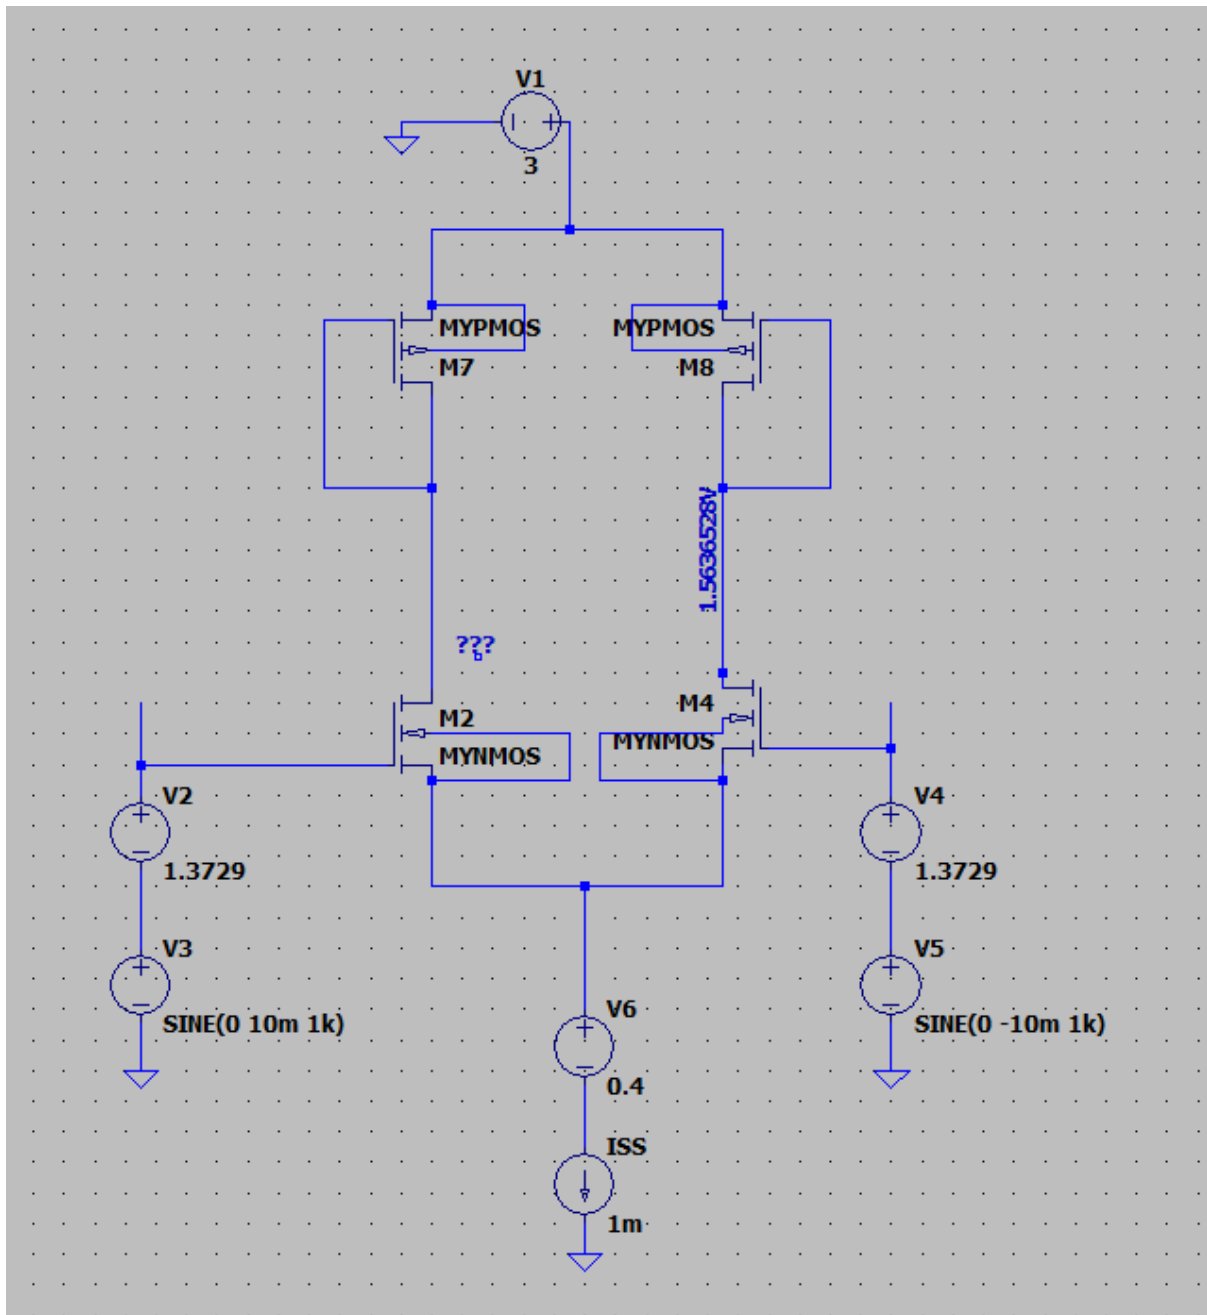 V1
3
MYPMOS
MYPMOS
M7
M8
1.5636528V
???
M2
M4
MYNMOS
MYNMOS
V2
V4
1.3729
1.3729
V3
V5
SINE(0 10m 1k)
SINE(0 -10m 1k)
V6
0.4
ISS
1m